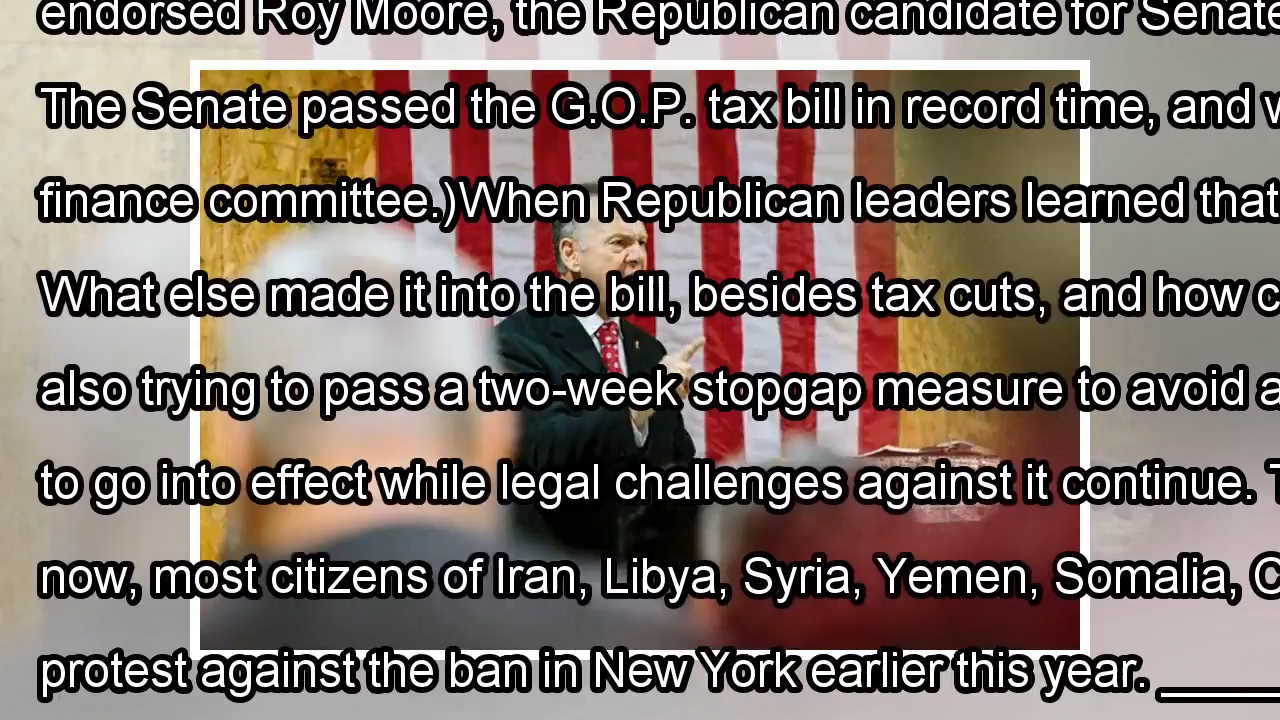 endorsed Roy Moore, the Republican candidate for Senate
The Senate passed the G.O.P. tax bill in record time, and
finance committee.)When Republican leaders learned that
What else made it into the bill, besides tax cuts, and how
also trying to pass a two-week stopgap measure to avoid a
to go into effect while legal challenges against it continue.
now, most citizens of Iran, Libya, Syria, Yemen, Somalia,
protest against the ban in New York earlier this year. ______